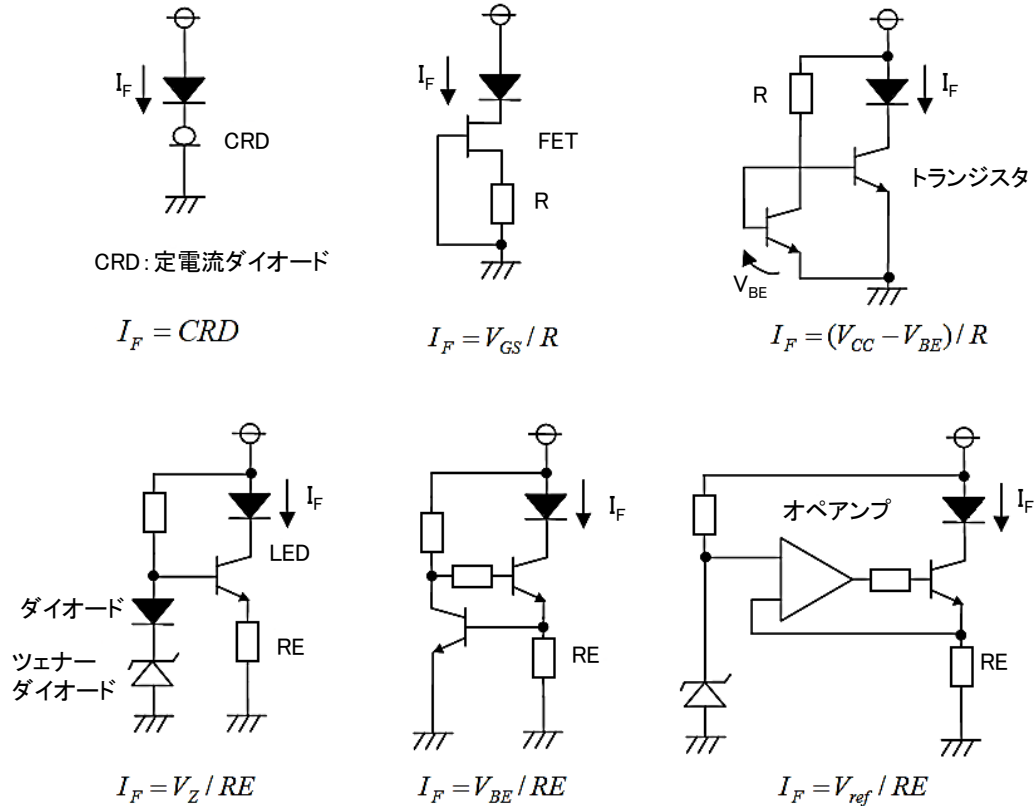 I_F
CRD
CRD：定電流ダイオード
I_F = CRD
I_F
FET
R
I_F = V_GS / R
R
I_F
トランジスタ
V_BE
I_F = (V_CC − V_BE) / R
I_F
LED
ダイオード
ツェナー
ダイオード
RE
I_F = V_Z / RE
I_F
RE
I_F = V_BE / RE
オペアンプ
I_F
RE
I_F = V_ref / RE